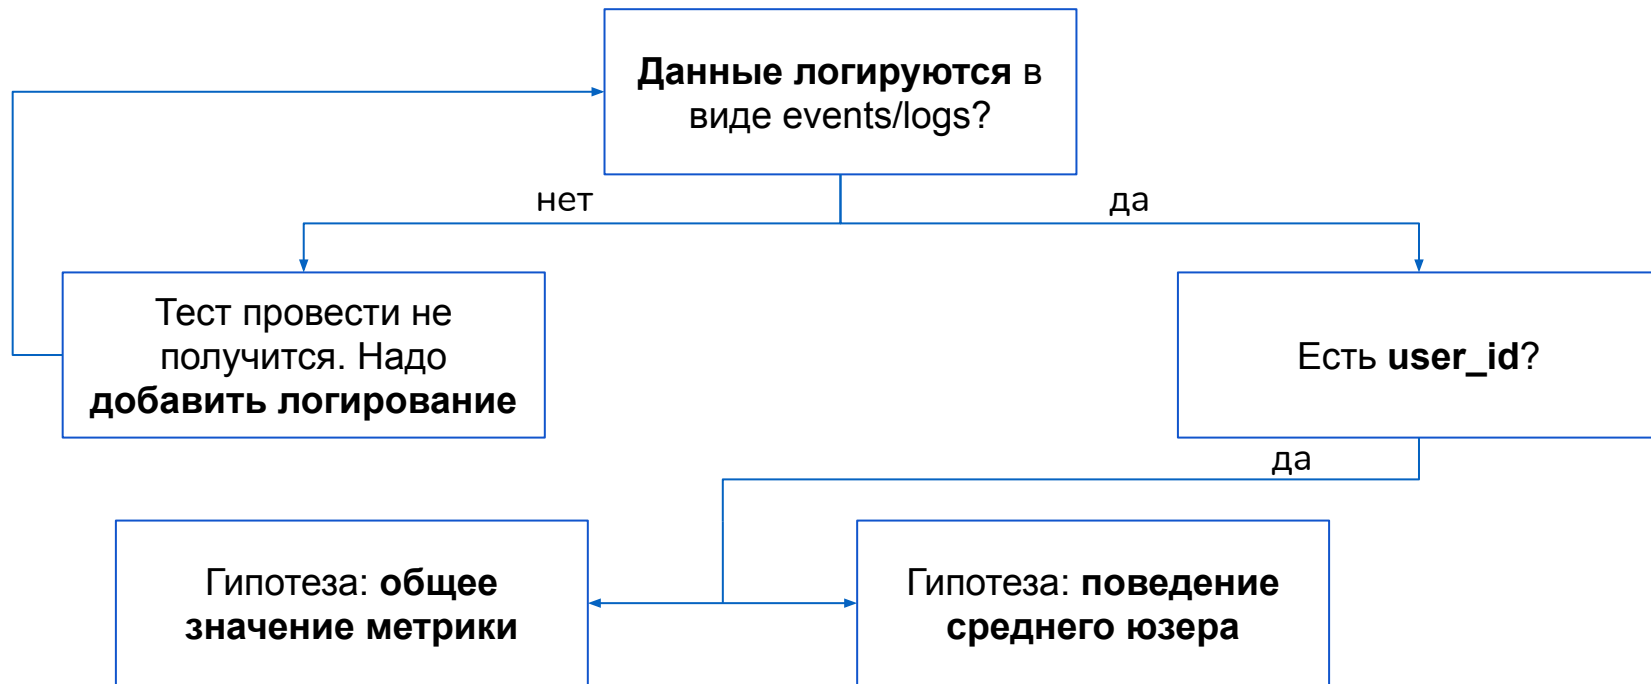 Данные логируются в
виде events/logs?
нет
да
Тест провести не
получится. Надо
добавить логирование
Есть user_id?
да
Гипотеза: общее
значение метрики
Гипотеза: поведение
среднего юзера